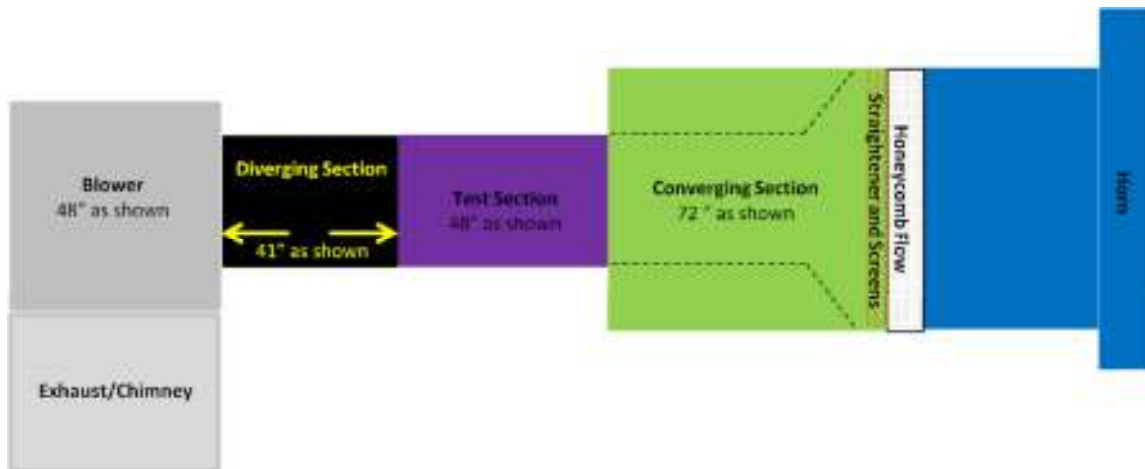 Blower
48" as shown
Exhaust/Chimney
Diverging Section
41" as shown
Test Section
48" as shown
Converging Section
72 " as shown
Straightener and Screens
Honeycomb Flow
Horn